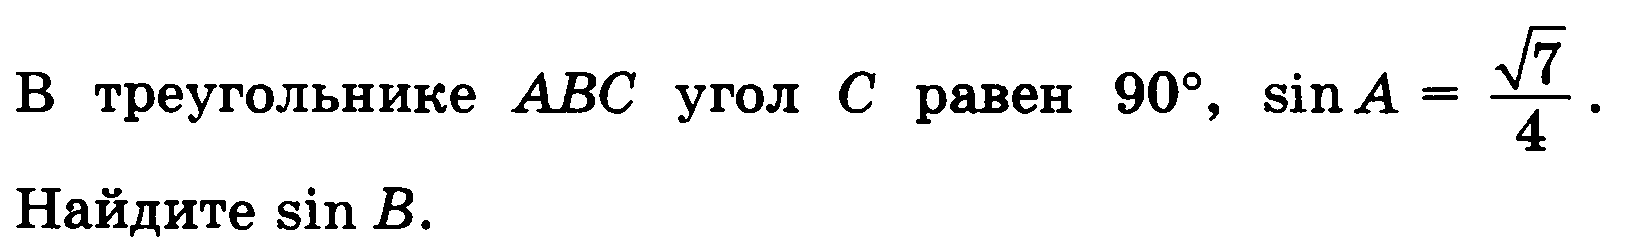 В треугольнике ABC угол C равен 90°, sin A = √7/4.
Найдите sin B.